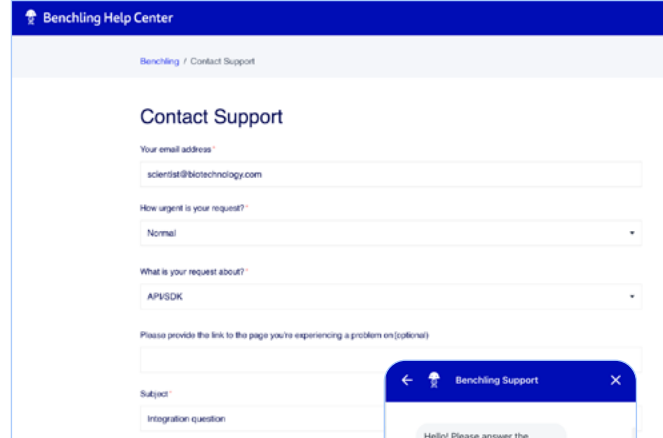 Benchling Help Center
Benchling / Contact Support
Contact Support
Your email address *
scientist@biotechnology.com
How urgent is your request? *
Normal
What is your request about? *
API/SDK
Please provide the link to the page you're experiencing a problem on (optional)
Subject *
Integration question
Benchling Support
Hello! Please answer the